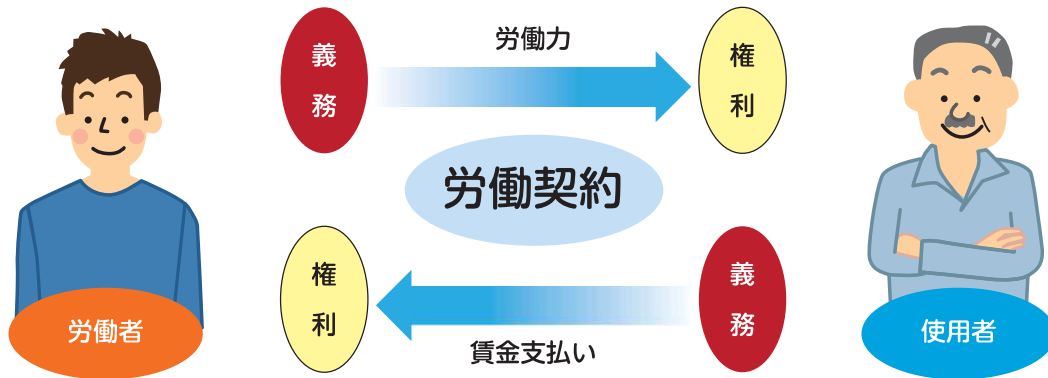 労働力
義務
権利
労働契約
権利
義務
賃金支払い
労働者
使用者